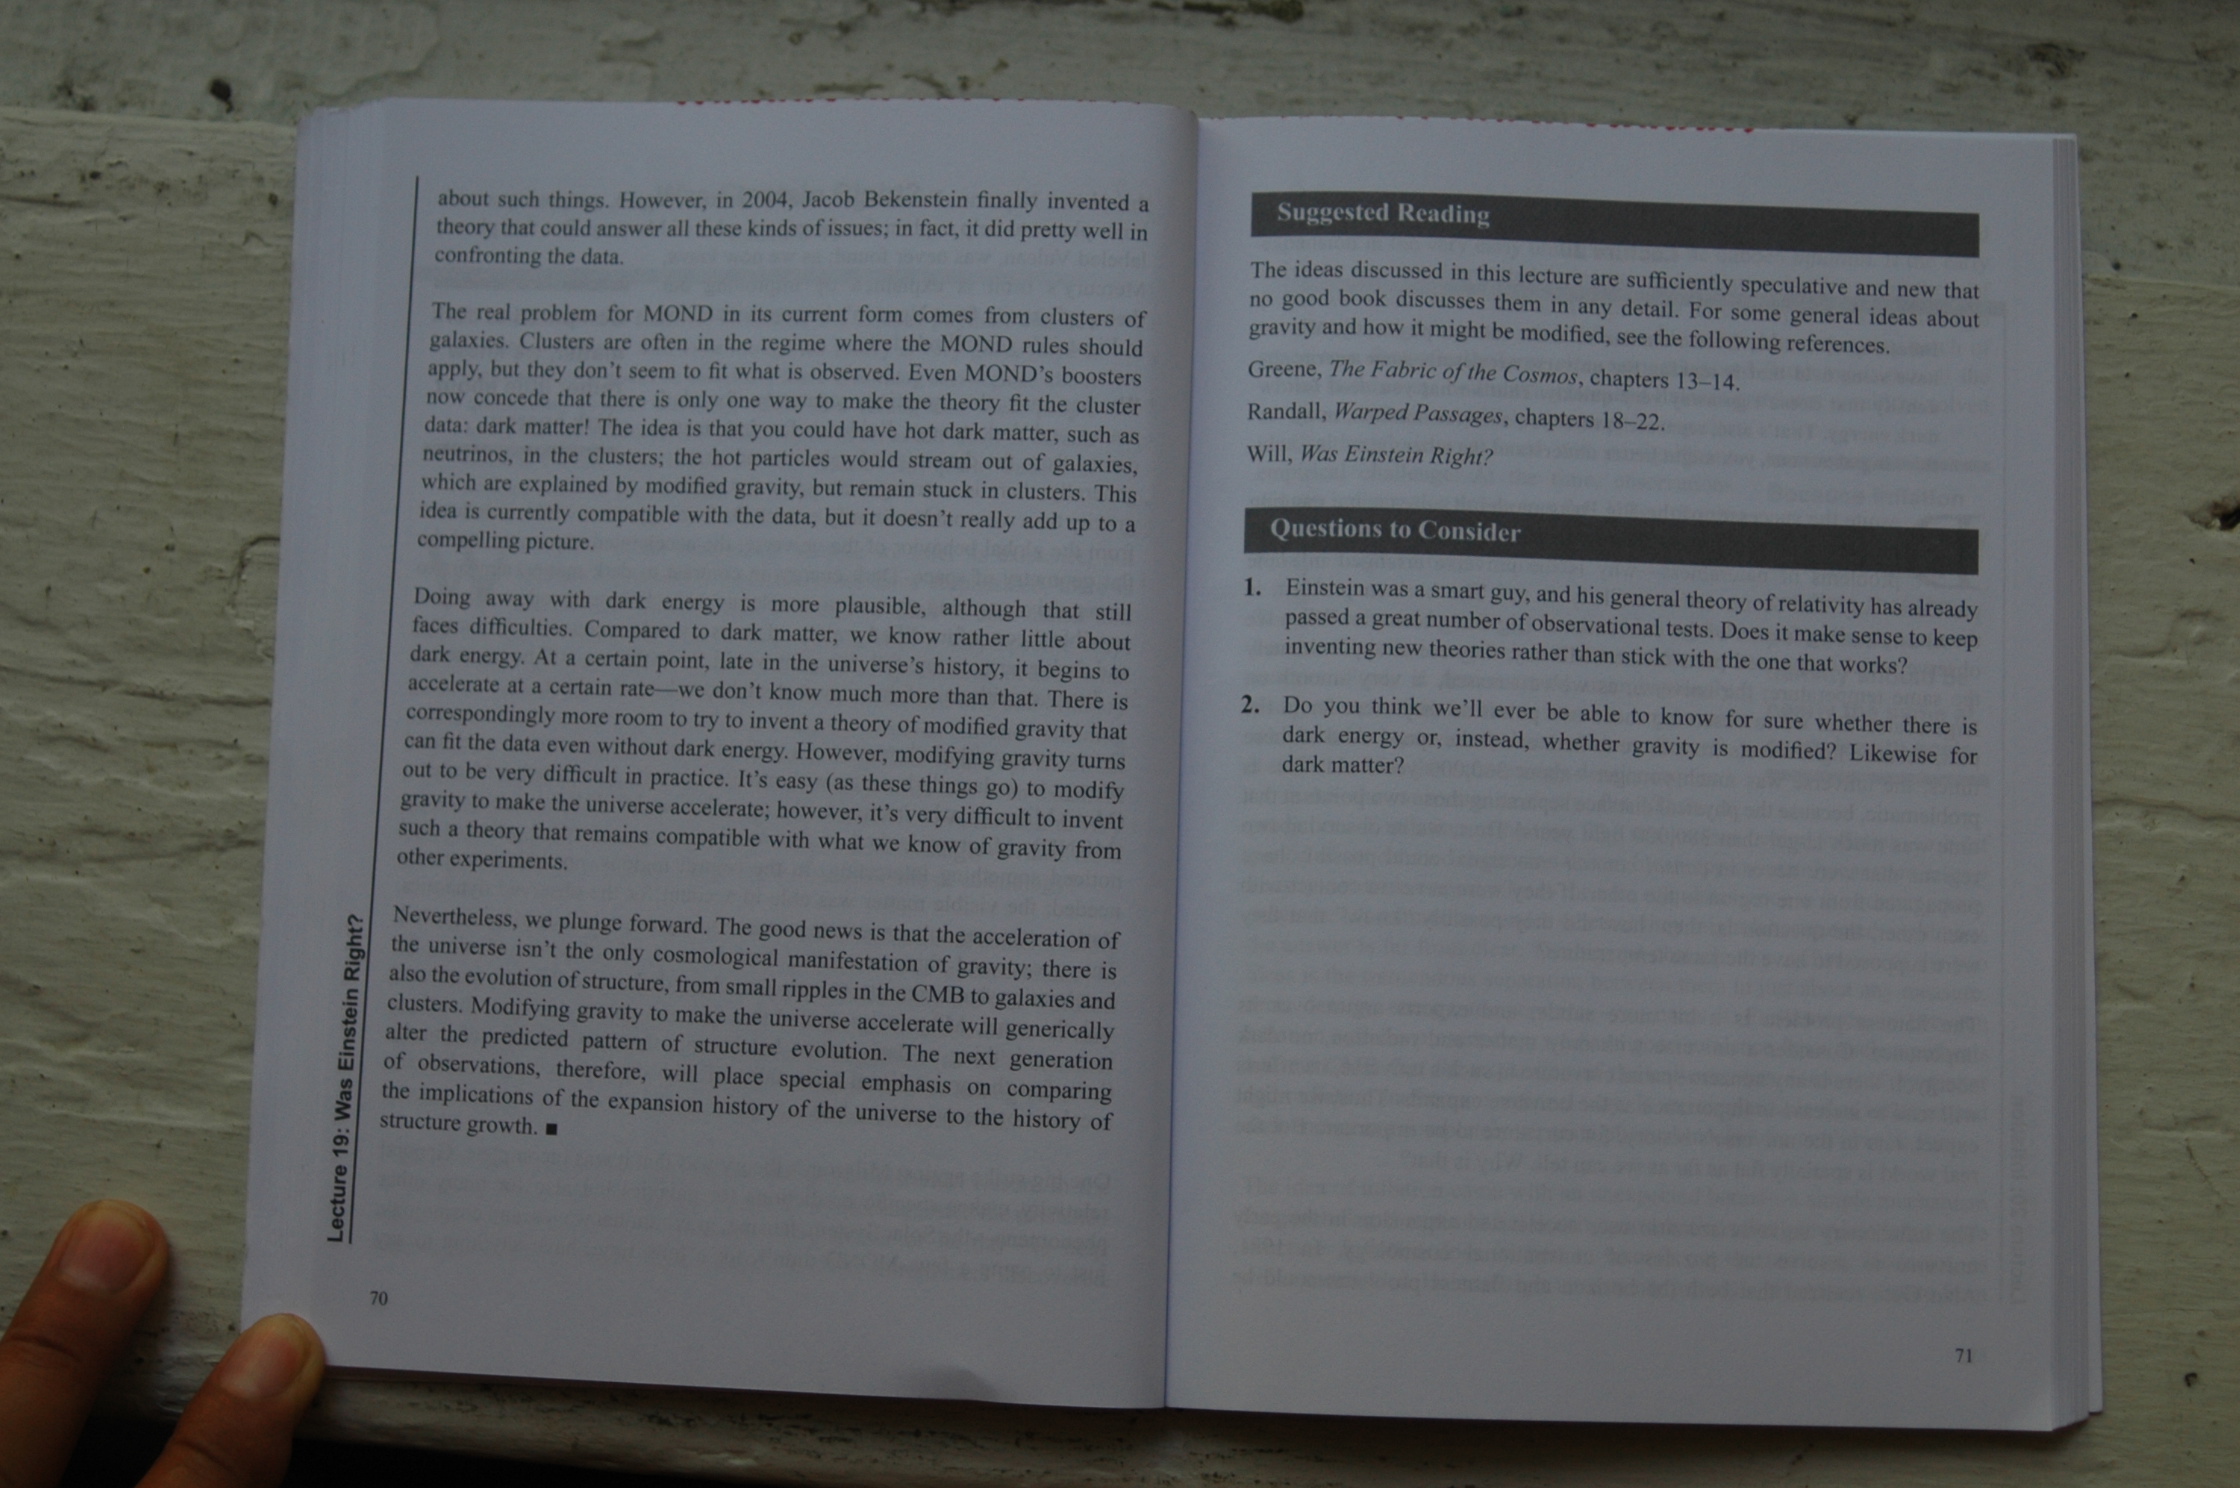 about such things. However, in 2004, Jacob Bekenstein finally invented a
theory that could answer all these kinds of issues; in fact, it did pretty well in
confronting the data.
The real problem for MOND in its current form comes from clusters of
galaxies. Clusters are often in the regime where the MOND rules should
apply, but they don’t seem to fit what is observed. Even MOND’s boosters
now concede that there is only one way to make the theory fit the cluster
data: dark matter! The idea is that you could have hot dark matter, such as
neutrinos, in the clusters; the hot particles would stream out of galaxies,
which are explained by modified gravity, but remain stuck in clusters. This
idea is currently compatible with the data, but it doesn’t really add up to a
compelling picture.
Doing away with dark energy is more plausible, although that still
faces difficulties. Compared to dark matter, we know rather little about
dark energy. At a certain point, late in the universe’s history, it begins to
accelerate at a certain rate—we don’t know much more than that. There is
correspondingly more room to try to invent a theory of modified gravity that
can fit the data even without dark energy. However, modifying gravity turns
out to be very difficult in practice. It’s easy (as these things go) to modify
gravity to make the universe accelerate; however, it’s very difficult to invent
such a theory that remains compatible with what we know of gravity from
other experiments.
Nevertheless, we plunge forward. The good news is that the acceleration of
the universe isn’t the only cosmological manifestation of gravity; there is
also the evolution of structure, from small ripples in the CMB to galaxies and
clusters. Modifying gravity to make the universe accelerate will generically
alter the predicted pattern of structure evolution. The next generation
of observations, therefore, will place special emphasis on comparing
the implications of the expansion history of the universe to the history of
structure growth. ■
Lecture 19: Was Einstein Right?
70
Suggested Reading
The ideas discussed in this lecture are sufficiently speculative and new that
no good book discusses them in any detail. For some general ideas about
gravity and how it might be modified, see the following references.
Greene, The Fabric of the Cosmos, chapters 13–14.
Randall, Warped Passages, chapters 18–22.
Will, Was Einstein Right?
Questions to Consider
1. Einstein was a smart guy, and his general theory of relativity has already
passed a great number of observational tests. Does it make sense to keep
inventing new theories rather than stick with the one that works?
2. Do you think we’ll ever be able to know for sure whether there is
dark energy or, instead, whether gravity is modified? Likewise for
dark matter?
71